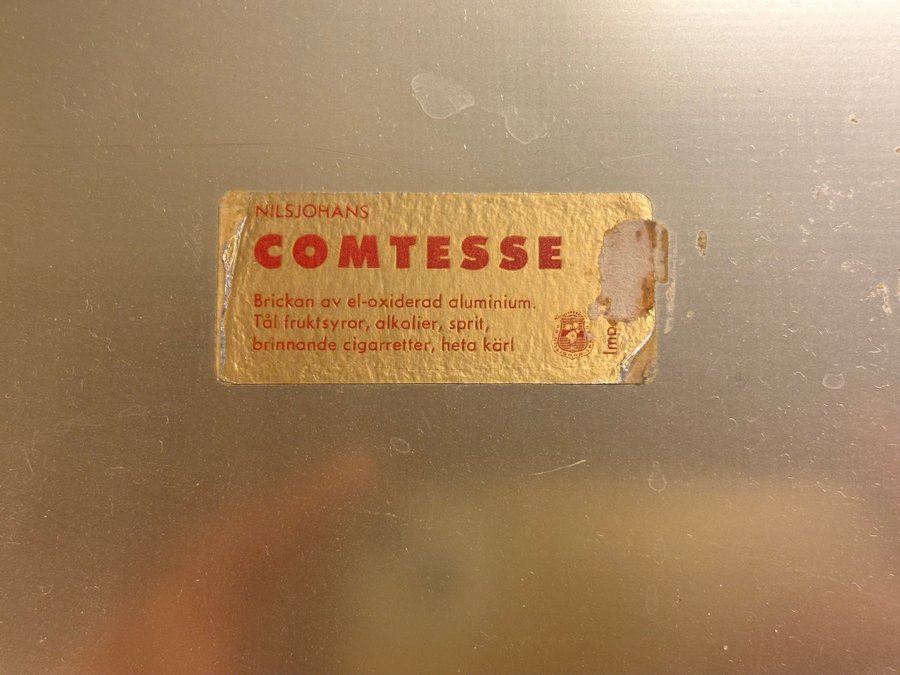 NILSJOHANS
COMTESSE
Brickan av el-oxiderad aluminium.
Tål fruktsyror, alkalier, sprit,
brinnande cigarretter, heta kärl